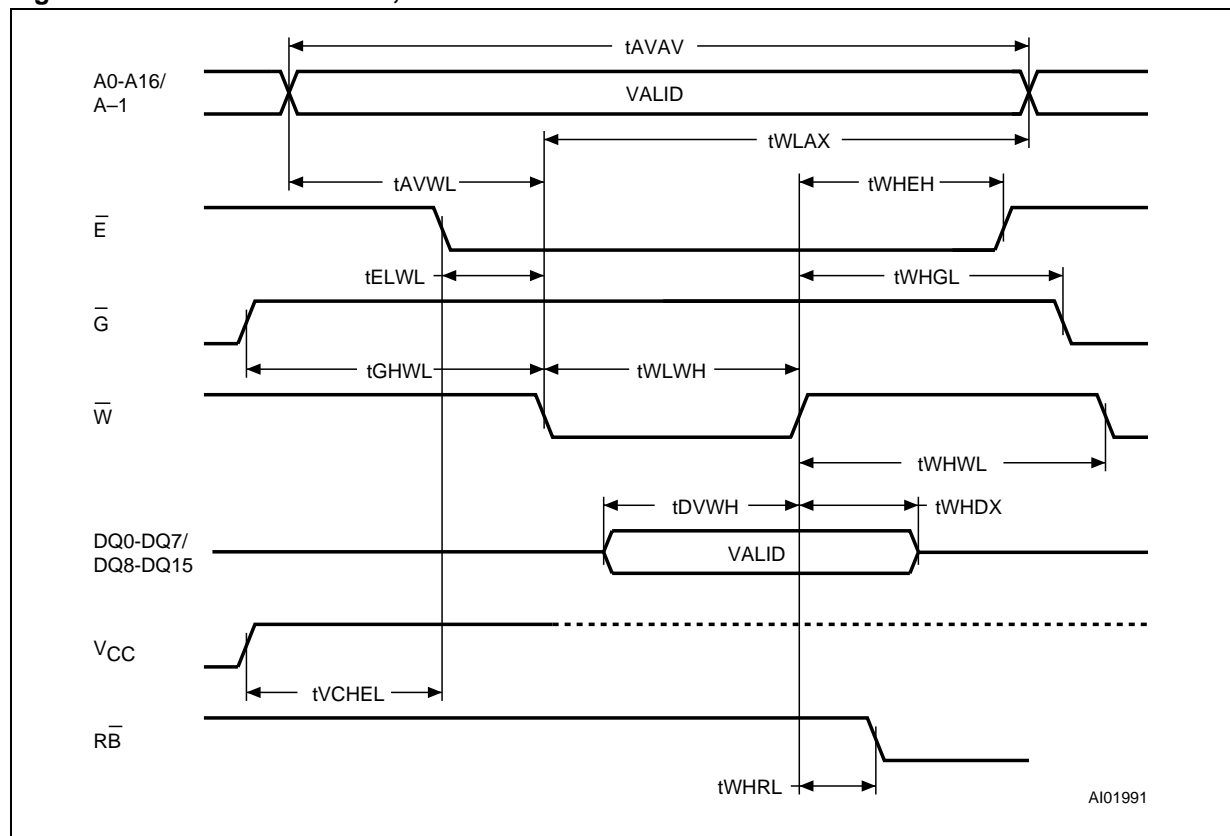 tAVAV
A0-A16/
A–1
VALID
tWLAX
tAVWL
tWHEH
E̅
tELWL
tWHGL
G̅
tGHWL
tWLWH
W̅
tWHWL
tDVWH
tWHDX
DQ0-DQ7/
DQ8-DQ15
VALID
VCC
tVCHEL
RB̅
tWHRL
AI01991